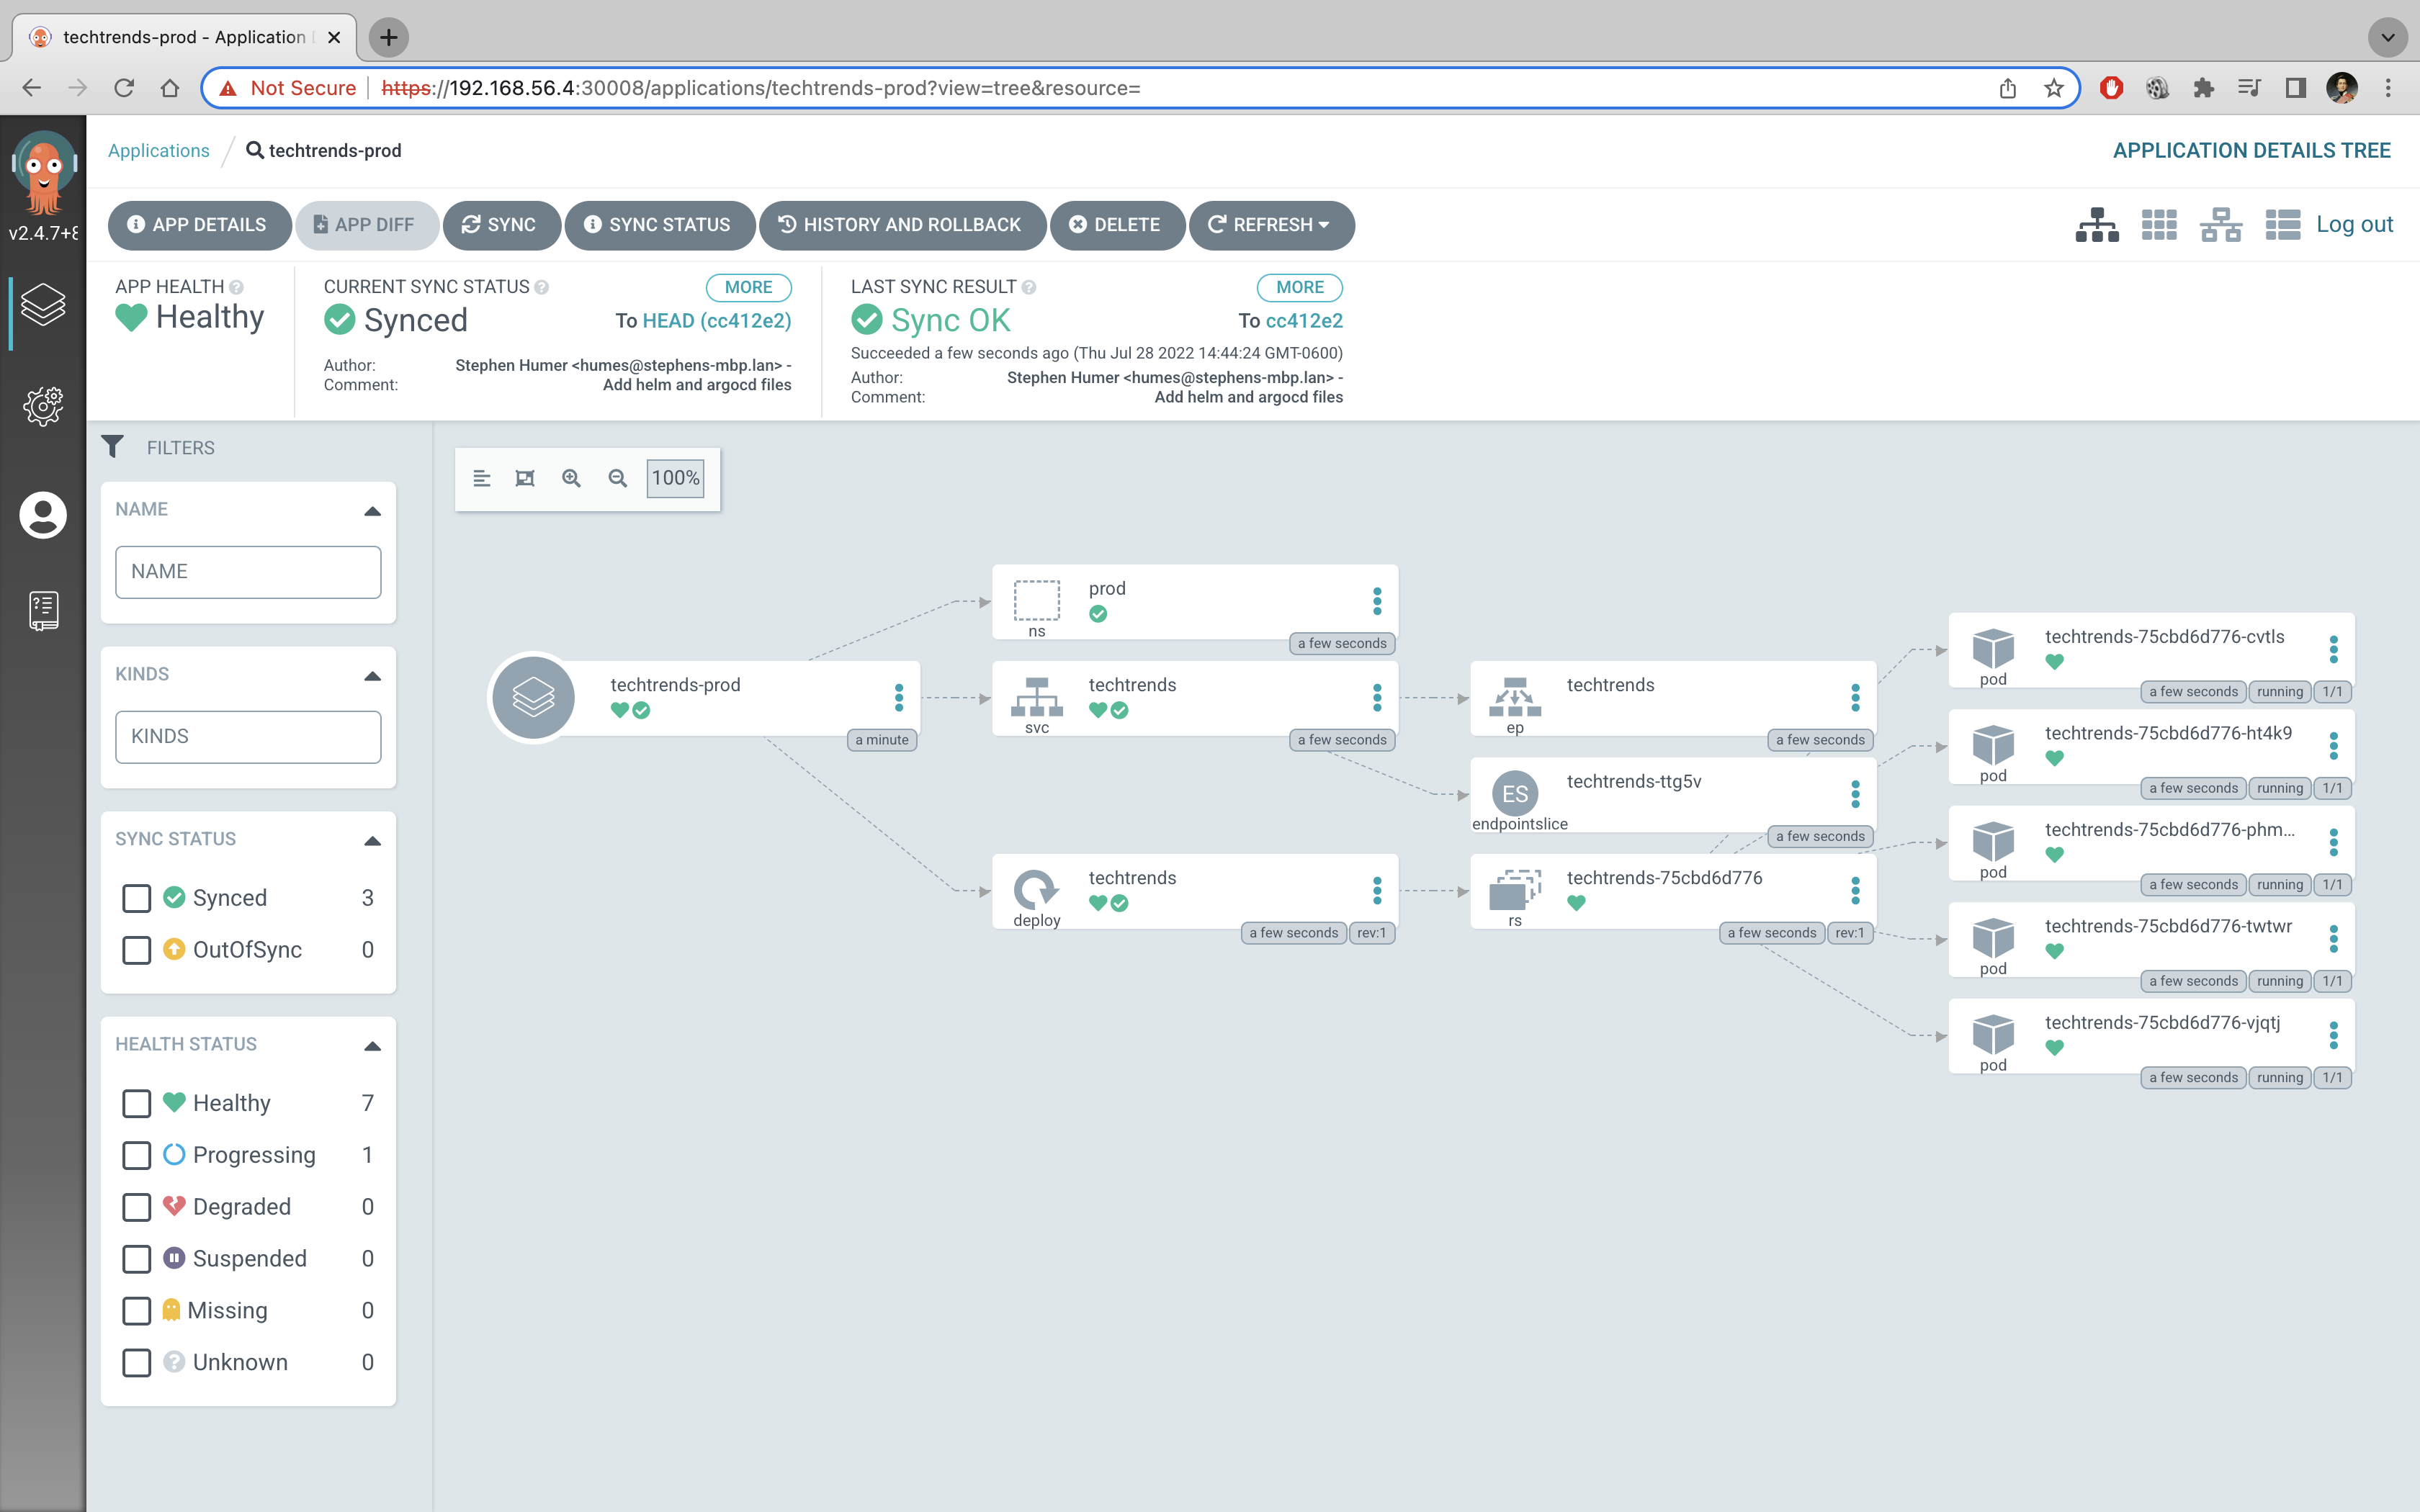 techtrends-prod - Application
Not Secure
https://192.168.56.4:30008/applications/techtrends-prod?view=tree&resource=
v2.4.7+8
Applications / techtrends-prod
APPLICATION DETAILS TREE
APP DETAILS
APP DIFF
SYNC
SYNC STATUS
HISTORY AND ROLLBACK
DELETE
REFRESH
Log out
APP HEALTH
Healthy
CURRENT SYNC STATUS
MORE
Synced
To HEAD (cc412e2)
Author: Stephen Humer <humes@stephens-mbp.lan> -
Comment: Add helm and argocd files
LAST SYNC RESULT
MORE
Sync OK
To cc412e2
Succeeded a few seconds ago (Thu Jul 28 2022 14:44:24 GMT-0600)
Author: Stephen Humer <humes@stephens-mbp.lan> -
Comment: Add helm and argocd files
FILTERS
NAME
NAME
KINDS
KINDS
SYNC STATUS
Synced 3
OutOfSync 0
HEALTH STATUS
Healthy 7
Progressing 1
Degraded 0
Suspended 0
Missing 0
Unknown 0
100%
techtrends-prod
a minute
prod
ns
a few seconds
techtrends
svc
a few seconds
techtrends
deploy
a few seconds rev:1
techtrends
ep
a few seconds
ES
techtrends-ttg5v
endpointslice
a few seconds
techtrends-75cbd6d776
rs
a few seconds rev:1
techtrends-75cbd6d776-cvtls
pod
a few seconds running 1/1
techtrends-75cbd6d776-ht4k9
pod
a few seconds running 1/1
techtrends-75cbd6d776-phm...
pod
a few seconds running 1/1
techtrends-75cbd6d776-twtwr
pod
a few seconds running 1/1
techtrends-75cbd6d776-vjqtj
pod
a few seconds running 1/1